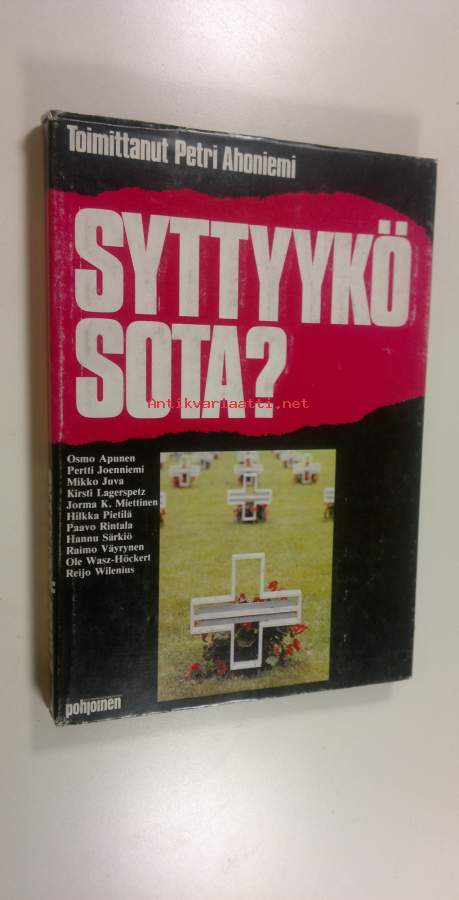 Toimittanut Petri Ahoniemi
SYTTYYKÖ
SOTA?
Antikvariaatti.net
Osmo Apunen
Pertti Joenniemi
Mikko Juva
Kirsti Lagerspetz
Jorma K. Miettinen
Hilkka Pietilä
Paavo Rintala
Hannu Särkiö
Raimo Väyrynen
Ole Wasz-Höckert
Reijo Wilenius
pohjoinen